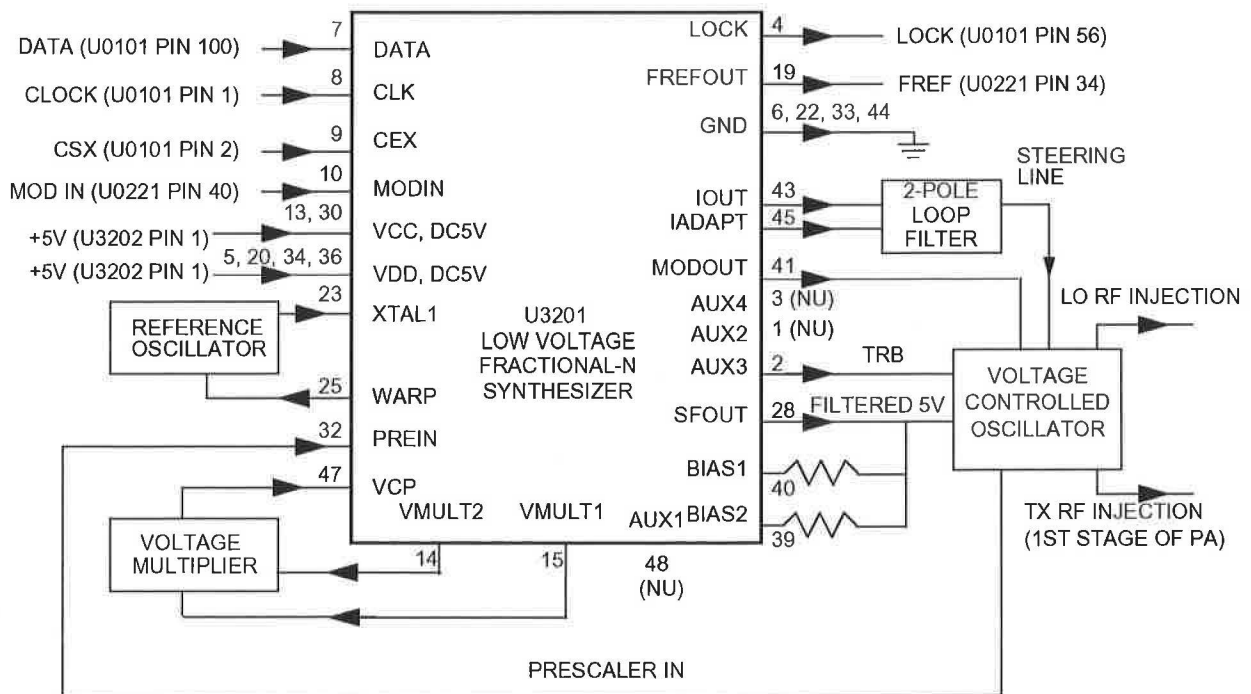 DATA (U0101 PIN 100)
7
DATA
CLOCK (U0101 PIN 1)
8
CLK
CSX (U0101 PIN 2)
9
CEX
MOD IN (U0221 PIN 40)
10
MODIN
+5V (U3202 PIN 1)
13, 30
VCC, DC5V
+5V (U3202 PIN 1)
5, 20, 34, 36
VDD, DC5V
23
XTAL1
REFERENCE
OSCILLATOR
25
WARP
32
PREIN
47
VCP
VOLTAGE
MULTIPLIER
VMULT2
14
VMULT1
15
AUX1
48
(NU)
U3201
LOW VOLTAGE
FRACTIONAL-N
SYNTHESIZER
LOCK
4
LOCK (U0101 PIN 56)
FREFOUT
19
FREF (U0221 PIN 34)
GND
6, 22, 33, 44
IOUT
43
IADAPT
45
2-POLE
LOOP
FILTER
STEERING
LINE
MODOUT
41
AUX4
3 (NU)
AUX2
1 (NU)
AUX3
2
TRB
SFOUT
28
FILTERED 5V
BIAS1
40
BIAS2
39
VOLTAGE
CONTROLLED
OSCILLATOR
LO RF INJECTION
TX RF INJECTION
(1ST STAGE OF PA)
PRESCALER IN